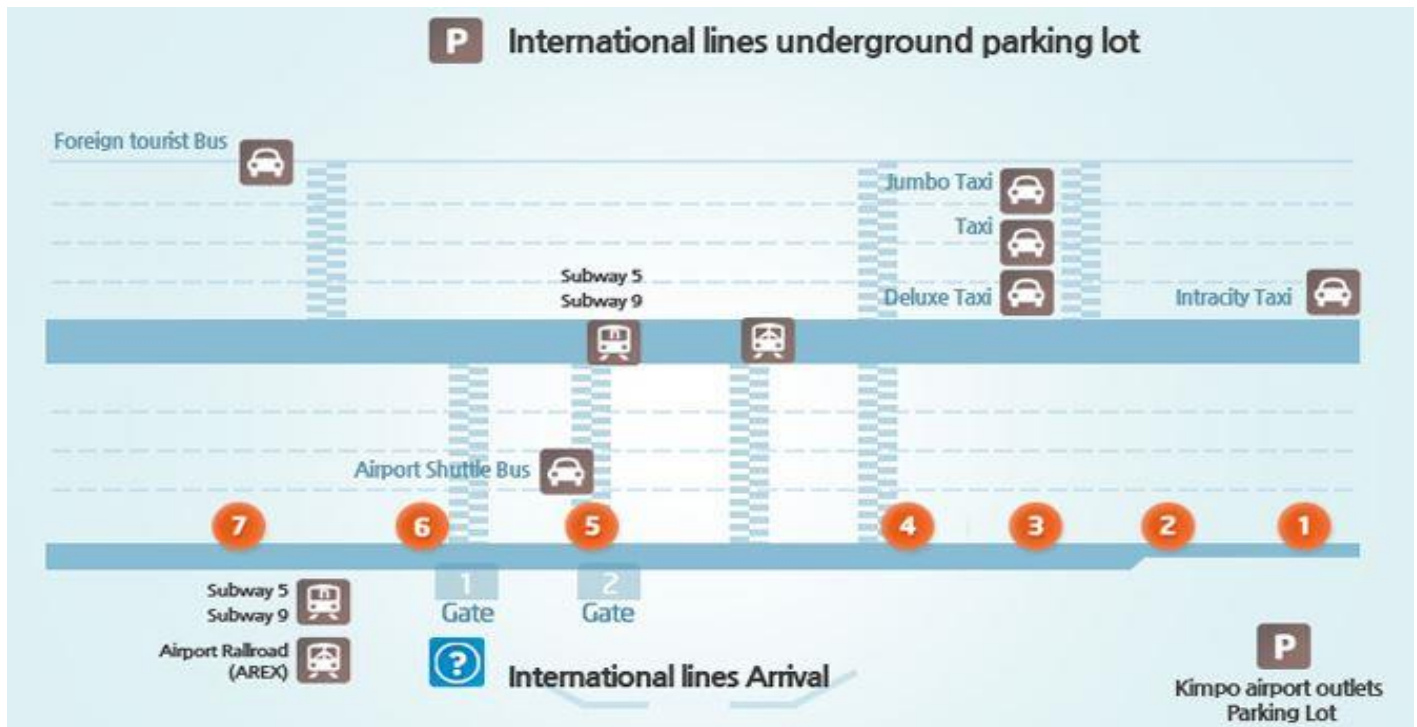 P International lines underground parking lot
Foreign tourist Bus
Jumbo Taxi
Taxi
Subway 5
Subway 9
Deluxe Taxi
Intracity Taxi
Airport Shuttle Bus
7 6 5 4 3 2 1
1 2
Gate Gate
Subway 5
Subway 9
Airport Railroad
(AREX)
? International lines Arrival
P
Kimpo airport outlets
Parking Lot